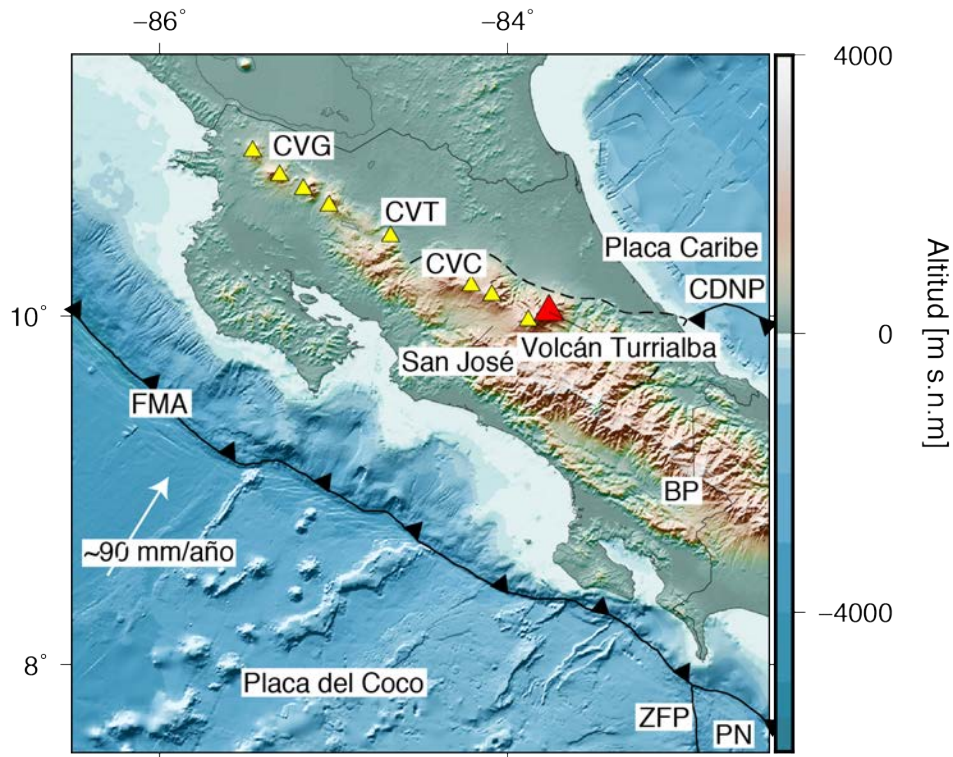 −86°
−84°
4000
CVG
CVT
Placa Caribe
CVC
CDNP
10°
0
Volcán Turrialba
San José
FMA
Altitud [m s.n.m]
BP
~90 mm/año
−4000
8°
Placa del Coco
ZFP
PN